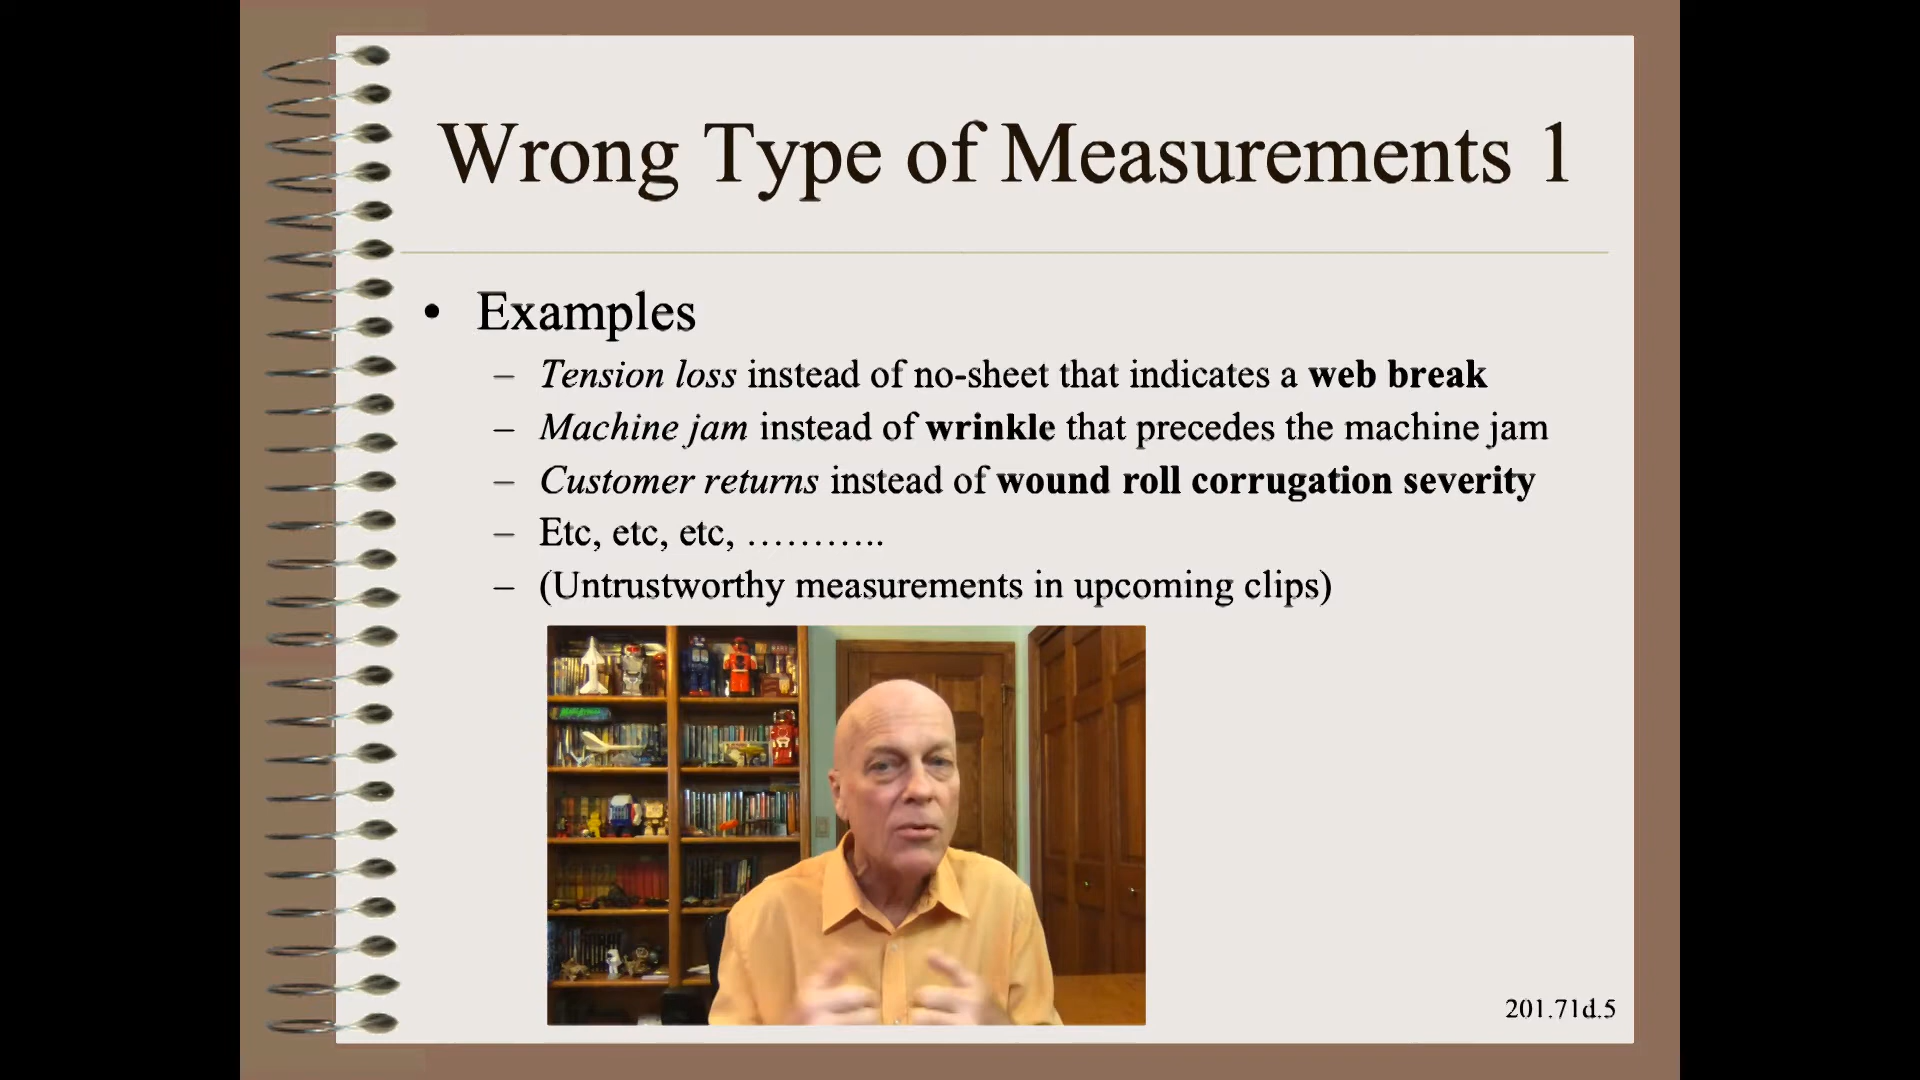 Wrong Type of Measurements 1
• Examples
– Tension loss instead of no-sheet that indicates a web break
– Machine jam instead of wrinkle that precedes the machine jam
– Customer returns instead of wound roll corrugation severity
– Etc, etc, etc, ………..
– (Untrustworthy measurements in upcoming clips)
201.71d.5